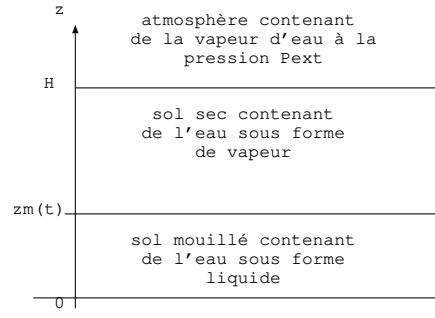 z
atmosphère contenant
de la vapeur d'eau à la
pression Pext
H
sol sec contenant
de l'eau sous forme
de vapeur
zm(t)
sol mouillé contenant
de l'eau sous forme
liquide
0